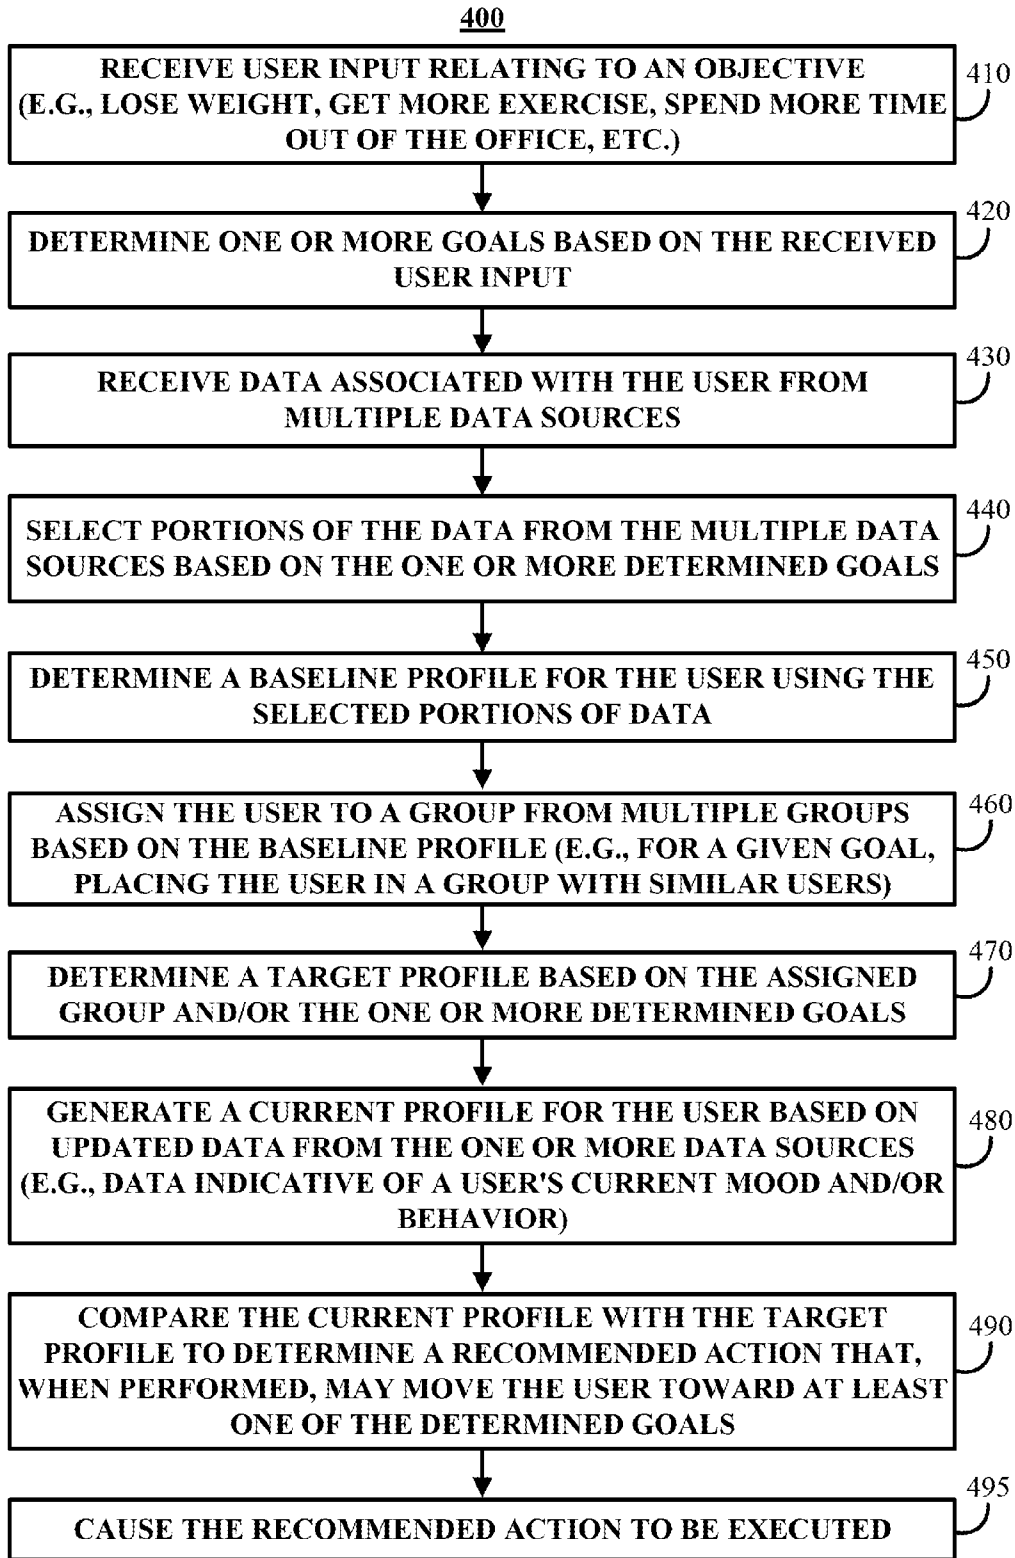 400
RECEIVE USER INPUT RELATING TO AN OBJECTIVE
(E.G., LOSE WEIGHT, GET MORE EXERCISE, SPEND MORE TIME
OUT OF THE OFFICE, ETC.)
410
DETERMINE ONE OR MORE GOALS BASED ON THE RECEIVED
USER INPUT
420
RECEIVE DATA ASSOCIATED WITH THE USER FROM
MULTIPLE DATA SOURCES
430
SELECT PORTIONS OF THE DATA FROM THE MULTIPLE DATA
SOURCES BASED ON THE ONE OR MORE DETERMINED GOALS
440
DETERMINE A BASELINE PROFILE FOR THE USER USING THE
SELECTED PORTIONS OF DATA
450
ASSIGN THE USER TO A GROUP FROM MULTIPLE GROUPS
BASED ON THE BASELINE PROFILE (E.G., FOR A GIVEN GOAL,
PLACING THE USER IN A GROUP WITH SIMILAR USERS)
460
DETERMINE A TARGET PROFILE BASED ON THE ASSIGNED
GROUP AND/OR THE ONE OR MORE DETERMINED GOALS
470
GENERATE A CURRENT PROFILE FOR THE USER BASED ON
UPDATED DATA FROM THE ONE OR MORE DATA SOURCES
(E.G., DATA INDICATIVE OF A USER'S CURRENT MOOD AND/OR
BEHAVIOR)
480
COMPARE THE CURRENT PROFILE WITH THE TARGET
PROFILE TO DETERMINE A RECOMMENDED ACTION THAT,
WHEN PERFORMED, MAY MOVE THE USER TOWARD AT LEAST
ONE OF THE DETERMINED GOALS
490
CAUSE THE RECOMMENDED ACTION TO BE EXECUTED
495